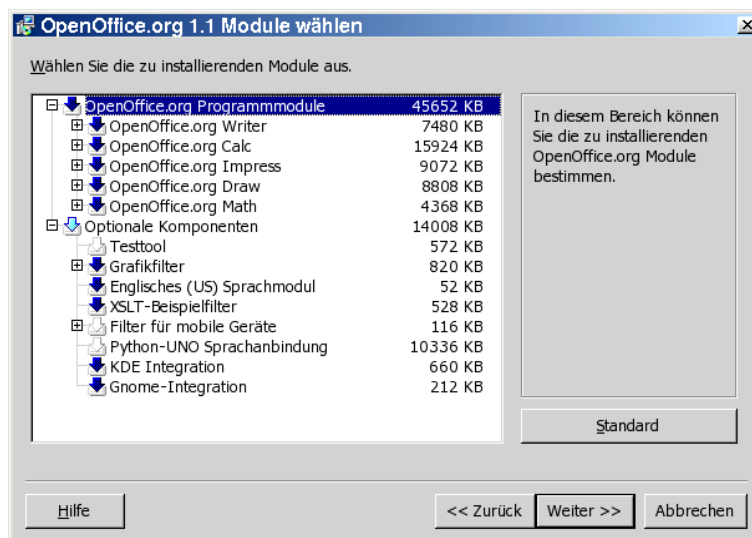 OpenOffice.org 1.1 Module wählen
Wählen Sie die zu installierenden Module aus.
OpenOffice.org Programmmodule 45652 KB
OpenOffice.org Writer 7480 KB
OpenOffice.org Calc 15924 KB
OpenOffice.org Impress 9072 KB
OpenOffice.org Draw 8808 KB
OpenOffice.org Math 4368 KB
Optionale Komponenten 14008 KB
Testtool 572 KB
Grafikfilter 820 KB
Englisches (US) Sprachmodul 52 KB
XSLT-Beispielfilter 528 KB
Filter für mobile Geräte 116 KB
Python-UNO Sprachanbindung 10336 KB
KDE Integration 660 KB
Gnome-Integration 212 KB
In diesem Bereich können
Sie die zu installierenden
OpenOffice.org Module
bestimmen.
Standard
Hilfe
<< Zurück
Weiter >>
Abbrechen